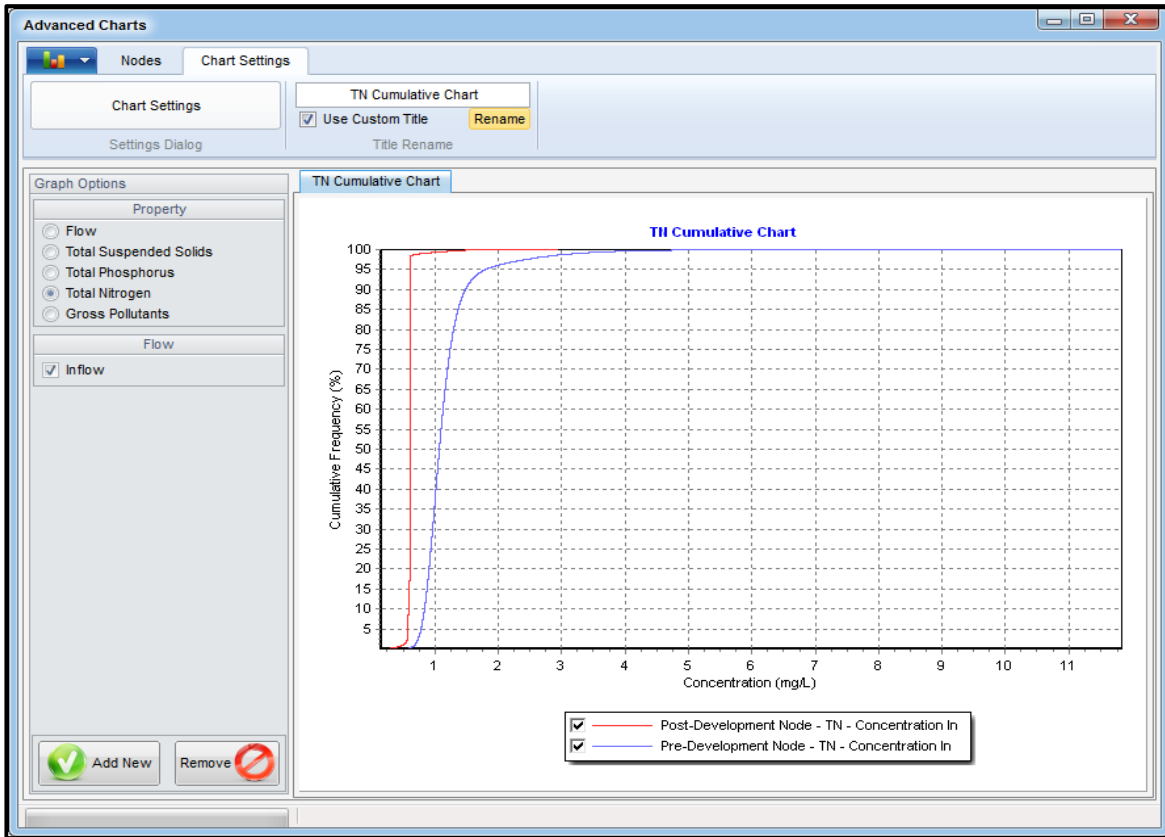 Advanced Charts
Nodes
Chart Settings
Chart Settings
Settings Dialog
TN Cumulative Chart
Use Custom Title
Rename
Title Rename
Graph Options
Property
Flow
Total Suspended Solids
Total Phosphorus
Total Nitrogen
Gross Pollutants
Flow
Inflow
Add New
Remove
TN Cumulative Chart
TN Cumulative Chart
Cumulative Frequency (%)
100
95
90
85
80
75
70
65
60
55
50
45
40
35
30
25
20
15
10
5
1 2 3 4 5 6 7 8 9 10 11
Concentration (mg/L)
Post-Development Node - TN - Concentration In
Pre-Development Node - TN - Concentration In